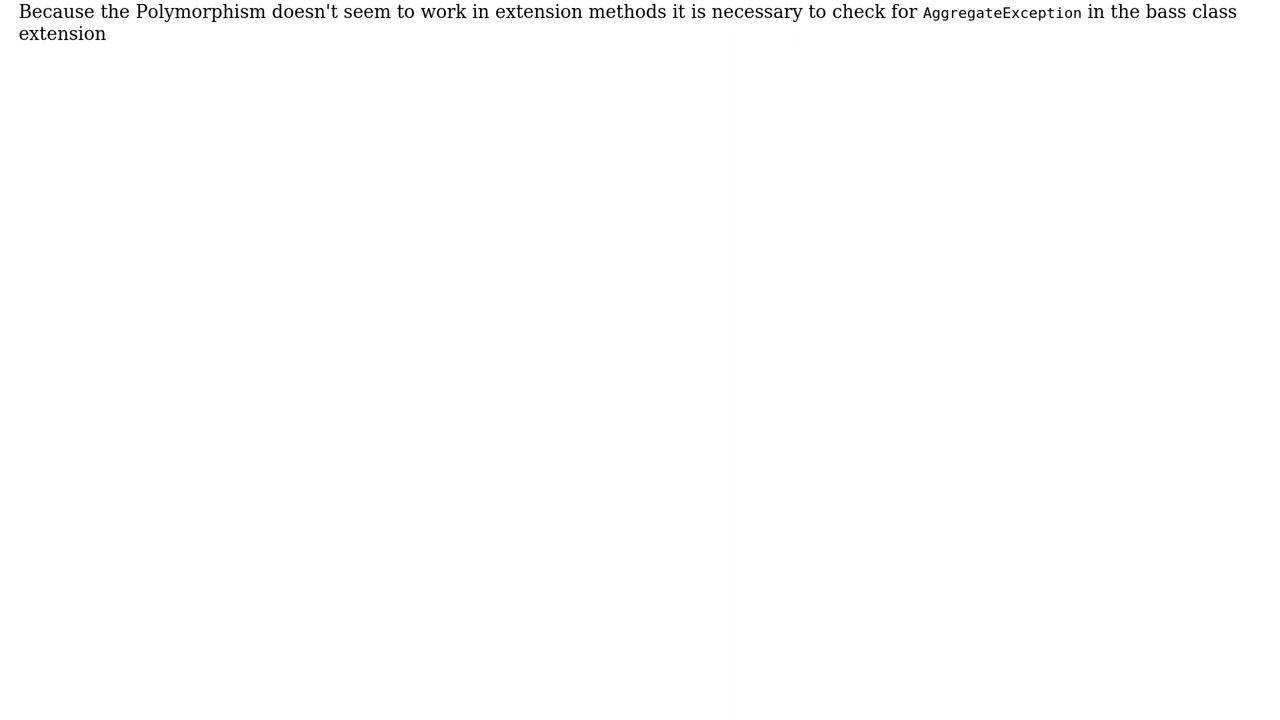 Because the Polymorphism doesn't seem to work in extension methods it is necessary to check for AggregateException in the bass class
extension